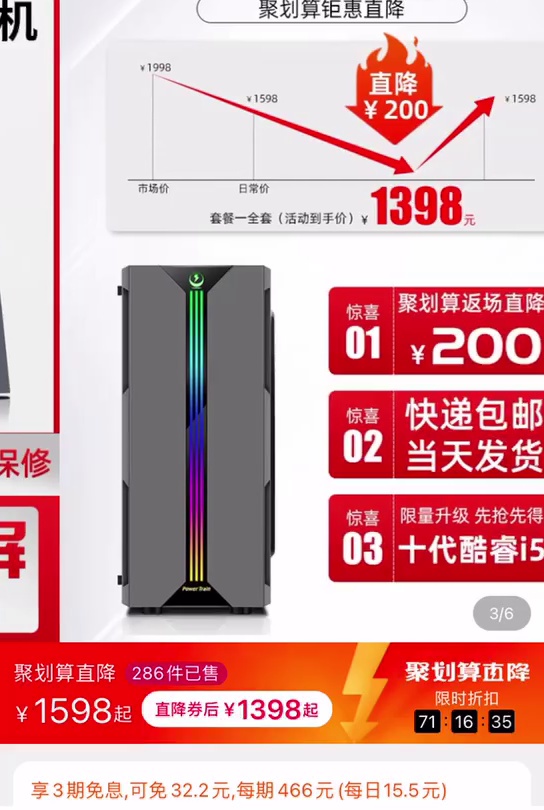 机
聚划算钜惠直降
¥1998
¥1598
直降
¥200
¥1598
市场价
日常价
套餐一全套（活动到手价）¥1398元
惊喜
01
聚划算返场直降
¥200
惊喜
02
快递包邮
当天发货
惊喜
03
限量升级 先抢先得
十代酷睿i5
Power Train
保修
屏
3/6
聚划算直降 286件已售
¥1598起 直降券后¥1398起
聚划算直降
限时折扣
71:16:35
享3期免息,可免32.2元,每期466元(每日15.5元)